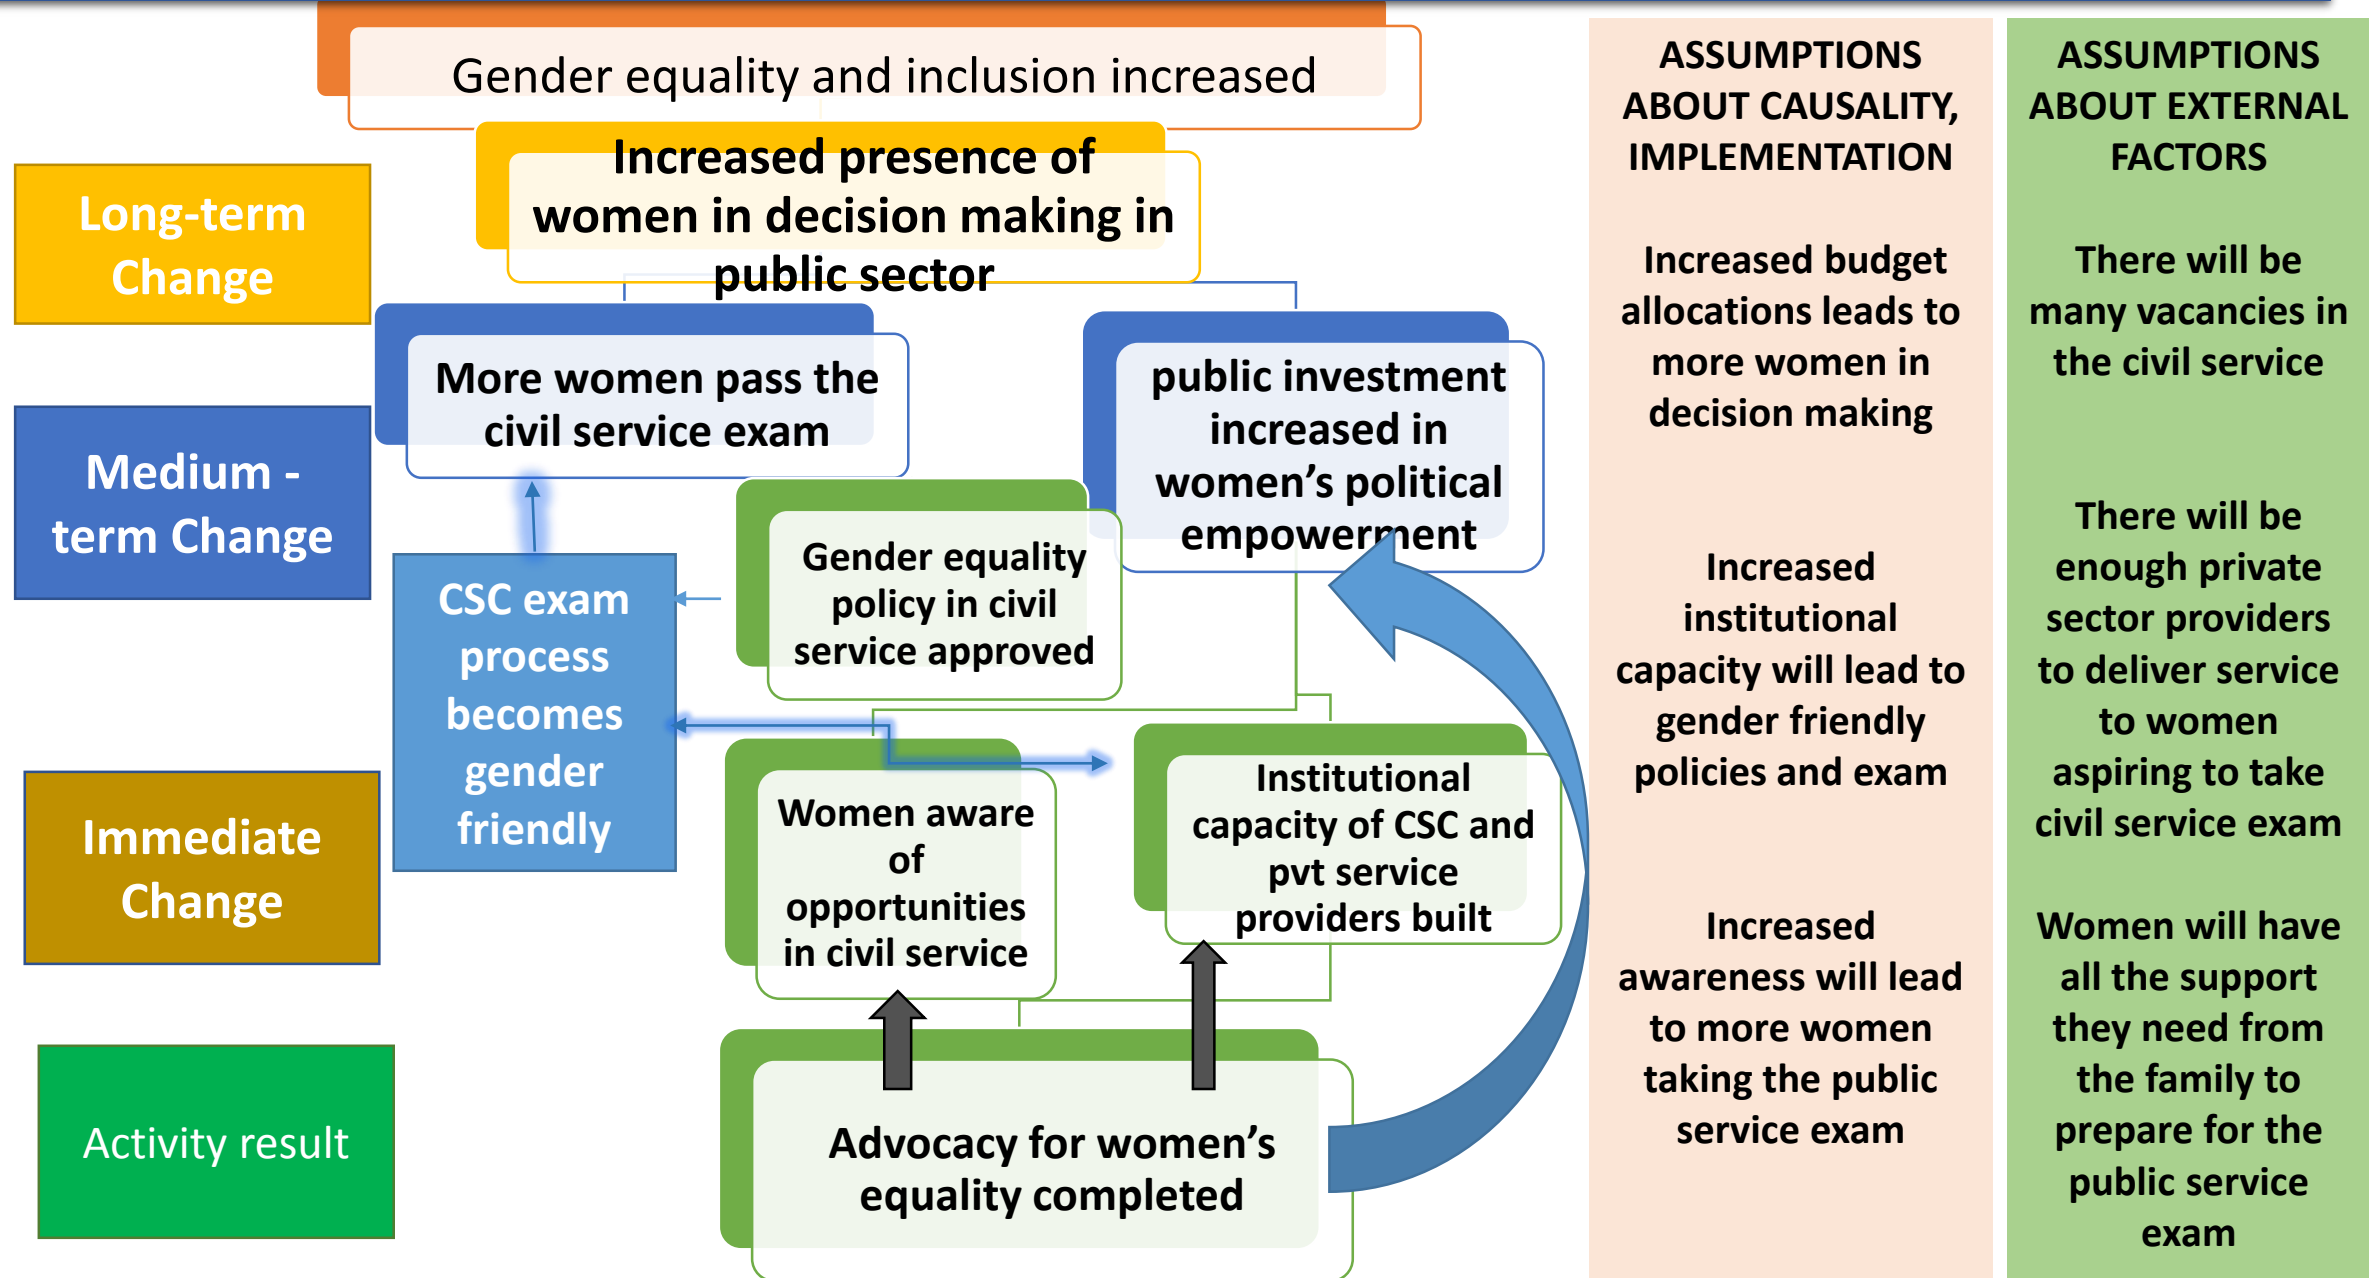 Gender equality and inclusion increased
Increased presence of
women in decision making in
public sector
Long-term
Change
More women pass the
civil service exam
public investment
increased in
women’s political
empowerment
Medium -
term Change
Gender equality
policy in civil
service approved
CSC exam
process
becomes
gender
friendly
Immediate
Change
Women aware
of
opportunities
in civil service
Institutional
capacity of CSC and
pvt service
providers built
Activity result
Advocacy for women’s
equality completed
ASSUMPTIONS
ABOUT CAUSALITY,
IMPLEMENTATION
Increased budget
allocations leads to
more women in
decision making
Increased
institutional
capacity will lead to
gender friendly
policies and exam
Increased
awareness will lead
to more women
taking the public
service exam
ASSUMPTIONS
ABOUT EXTERNAL
FACTORS
There will be
many vacancies in
the civil service
There will be
enough private
sector providers
to deliver service
to women
aspiring to take
civil service exam
Women will have
all the support
they need from
the family to
prepare for the
public service
exam